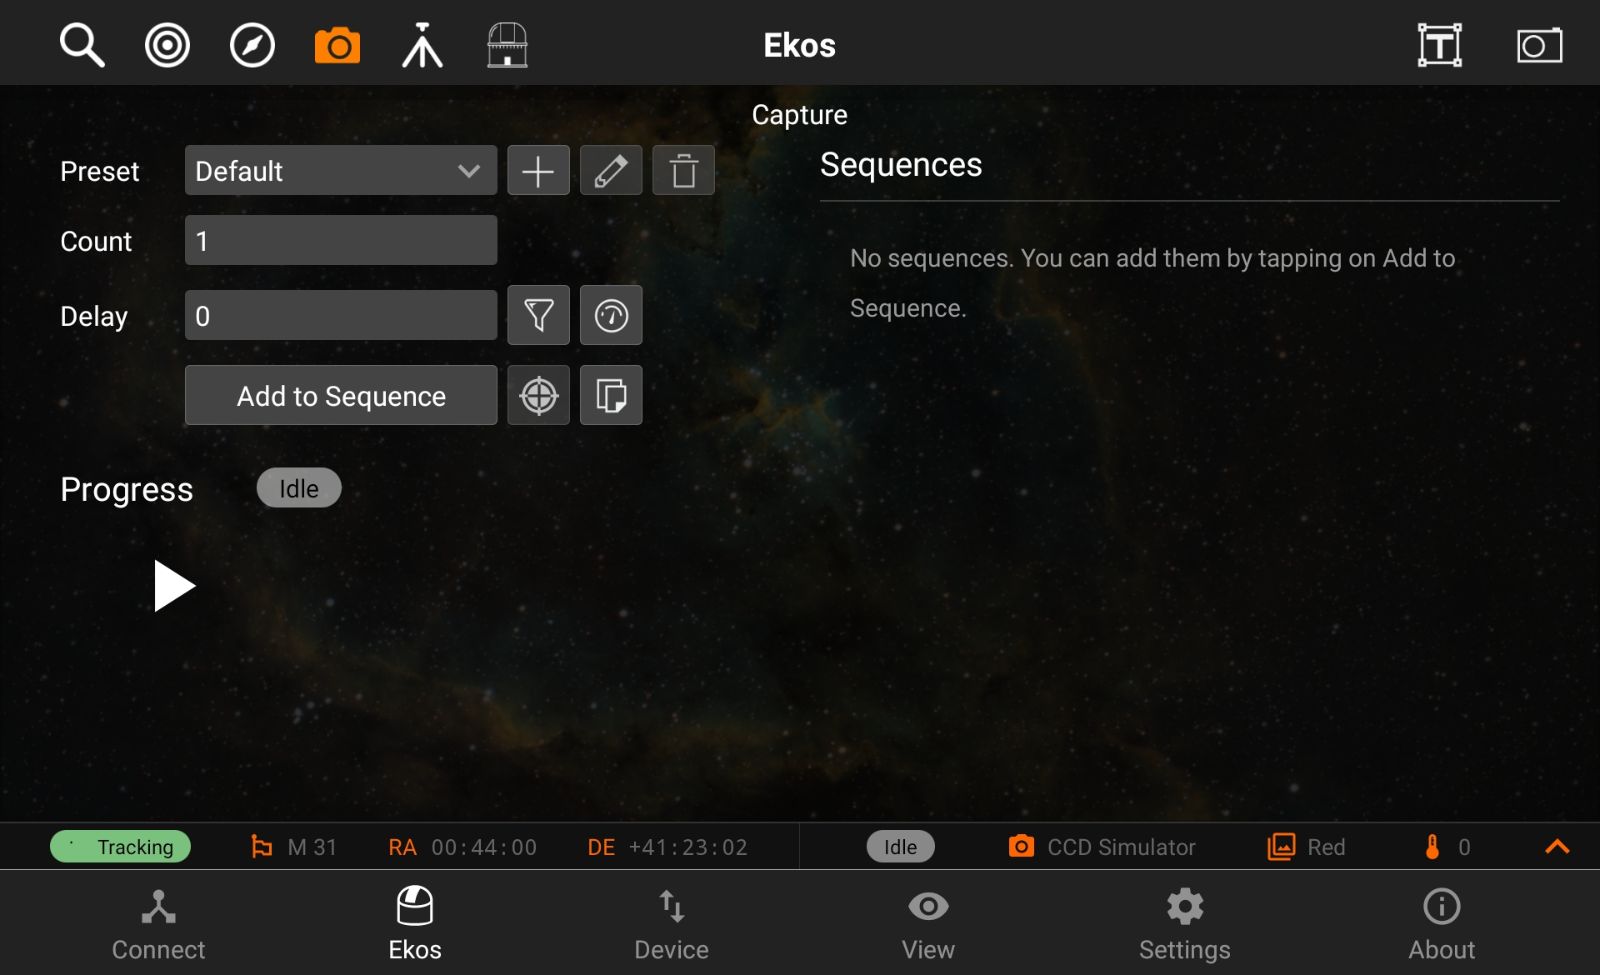 Ekos
Capture
Preset
Default
Count
1
Delay
0
Add to Sequence
Progress
Idle
Sequences
No sequences. You can add them by tapping on Add to
Sequence.
Tracking M 31 RA 00:44:00 DE +41:23:02 Idle CCD Simulator Red 0
Connect Ekos Device View Settings About